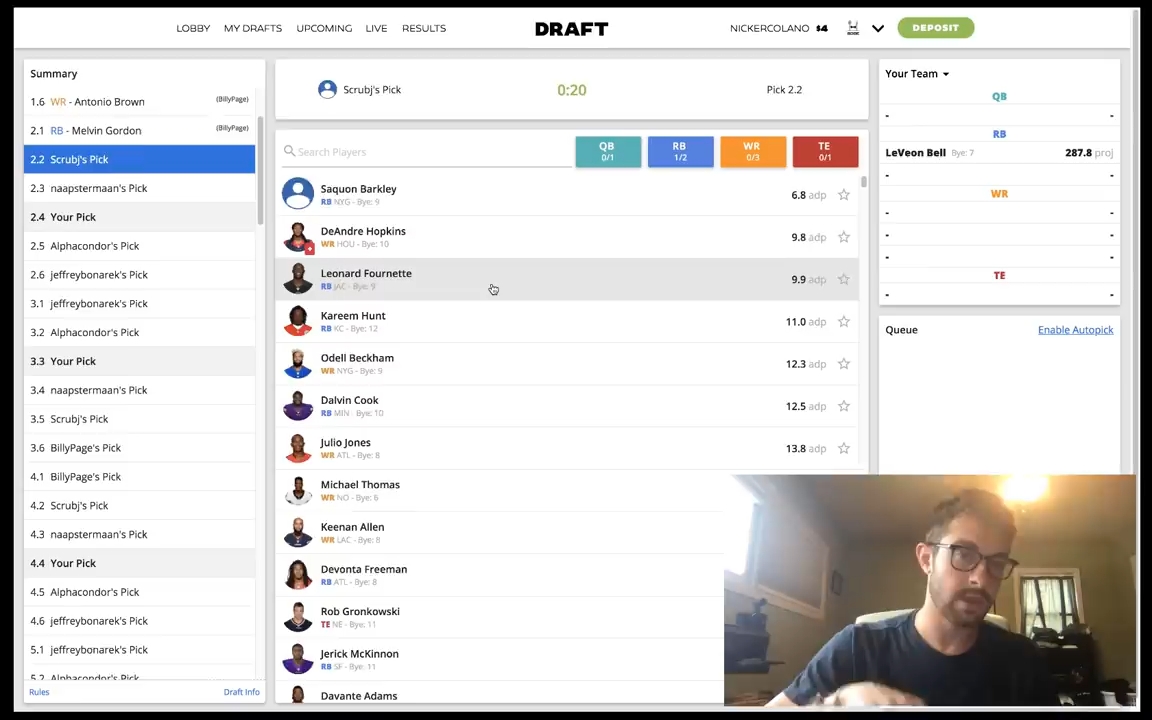 LOBBY MY DRAFTS UPCOMING LIVE RESULTS DRAFT NICKERCOLANO $4 DEPOSIT
Summary
1.6 WR - Antonio Brown (BillyPage)
2.1 RB - Melvin Gordon (BillyPage)
2.2 Scrubj's Pick
2.3 naapstermaan's Pick
2.4 Your Pick
2.5 Alphacondor's Pick
2.6 jeffreybonarek's Pick
3.1 jeffreybonarek's Pick
3.2 Alphacondor's Pick
3.3 Your Pick
3.4 naapstermaan's Pick
3.5 Scrubj's Pick
3.6 BillyPage's Pick
4.1 BillyPage's Pick
4.2 Scrubj's Pick
4.3 naapstermaan's Pick
4.4 Your Pick
4.5 Alphacondor's Pick
4.6 jeffreybonarek's Pick
5.1 jeffreybonarek's Pick
5.2 Alphacondor's Pick
Rules Draft Info
Scrubj's Pick 0:20 Pick 2.2
Search Players
QB 0/1
RB 1/2
WR 0/3
TE 0/1
Saquon Barkley 6.8 adp
RB NYG - Bye: 9
DeAndre Hopkins 9.8 adp
WR HOU - Bye: 10
Leonard Fournette 9.9 adp
RB JAC - Bye: 9
Kareem Hunt 11.0 adp
RB KC - Bye: 12
Odell Beckham 12.3 adp
WR NYG - Bye: 9
Dalvin Cook 12.5 adp
RB MIN - Bye: 10
Julio Jones 13.8 adp
WR ATL - Bye: 8
Michael Thomas
WR NO - Bye: 6
Keenan Allen
WR LAC - Bye: 8
Devonta Freeman
RB ATL - Bye: 8
Rob Gronkowski
TE NE - Bye: 11
Jerick McKinnon
RB SF - Bye: 11
Davante Adams
Your Team
QB
- -
RB
LeVeon Bell Bye: 7 287.8 proj
- -
WR
- -
- -
- -
TE
- -
Queue Enable Autopick